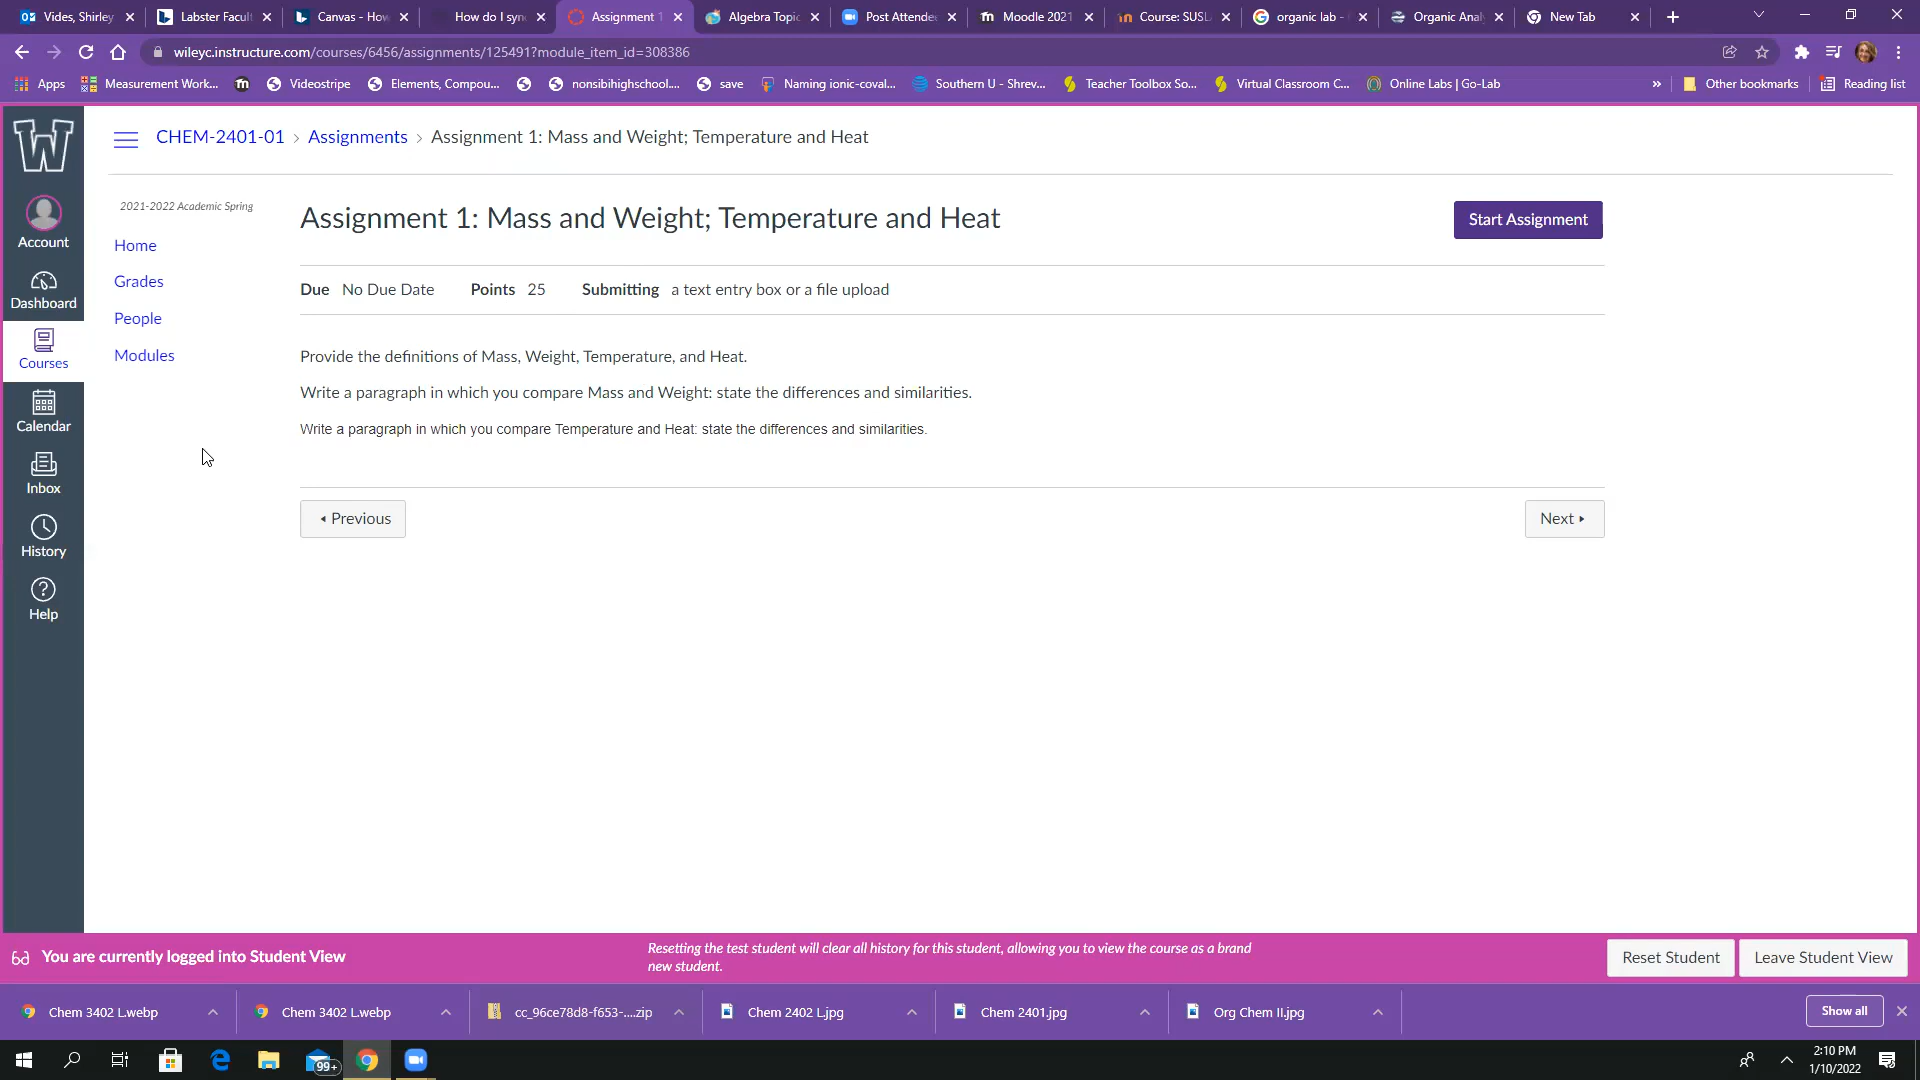 Vides, Shirley
Labster Facul
Canvas - How
How do I syn
Assignment 1
Algebra Topic
Post Attende
Moodle 2021
Course: SUSL
organic lab -
Organic Anal
New Tab
wileyc.instructure.com/courses/6456/assignments/125491?module_item_id=308386
Apps
Measurement Work...
Videostripe
Elements, Compou...
nonsibihighschool....
save
Naming ionic-coval...
Southern U - Shrev...
Teacher Toolbox So...
Virtual Classroom C...
Online Labs | Go-Lab
»
Other bookmarks
Reading list
W
CHEM-2401-01 › Assignments › Assignment 1: Mass and Weight; Temperature and Heat
Account
Dashboard
Courses
Calendar
Inbox
History
Help
2021-2022 Academic Spring
Home
Grades
People
Modules
Assignment 1: Mass and Weight; Temperature and Heat
Start Assignment
Due No Due Date Points 25 Submitting a text entry box or a file upload
Provide the definitions of Mass, Weight, Temperature, and Heat.
Write a paragraph in which you compare Mass and Weight: state the differences and similarities.
Write a paragraph in which you compare Temperature and Heat: state the differences and similarities.
Previous
Next
You are currently logged into Student View
Resetting the test student will clear all history for this student, allowing you to view the course as a brand
new student.
Reset Student
Leave Student View
Chem 3402 L.webp
Chem 3402 L.webp
cc_96ce78d8-f653-....zip
Chem 2402 L.jpg
Chem 2401.jpg
Org Chem II.jpg
Show all
99+
2:10 PM
1/10/2022